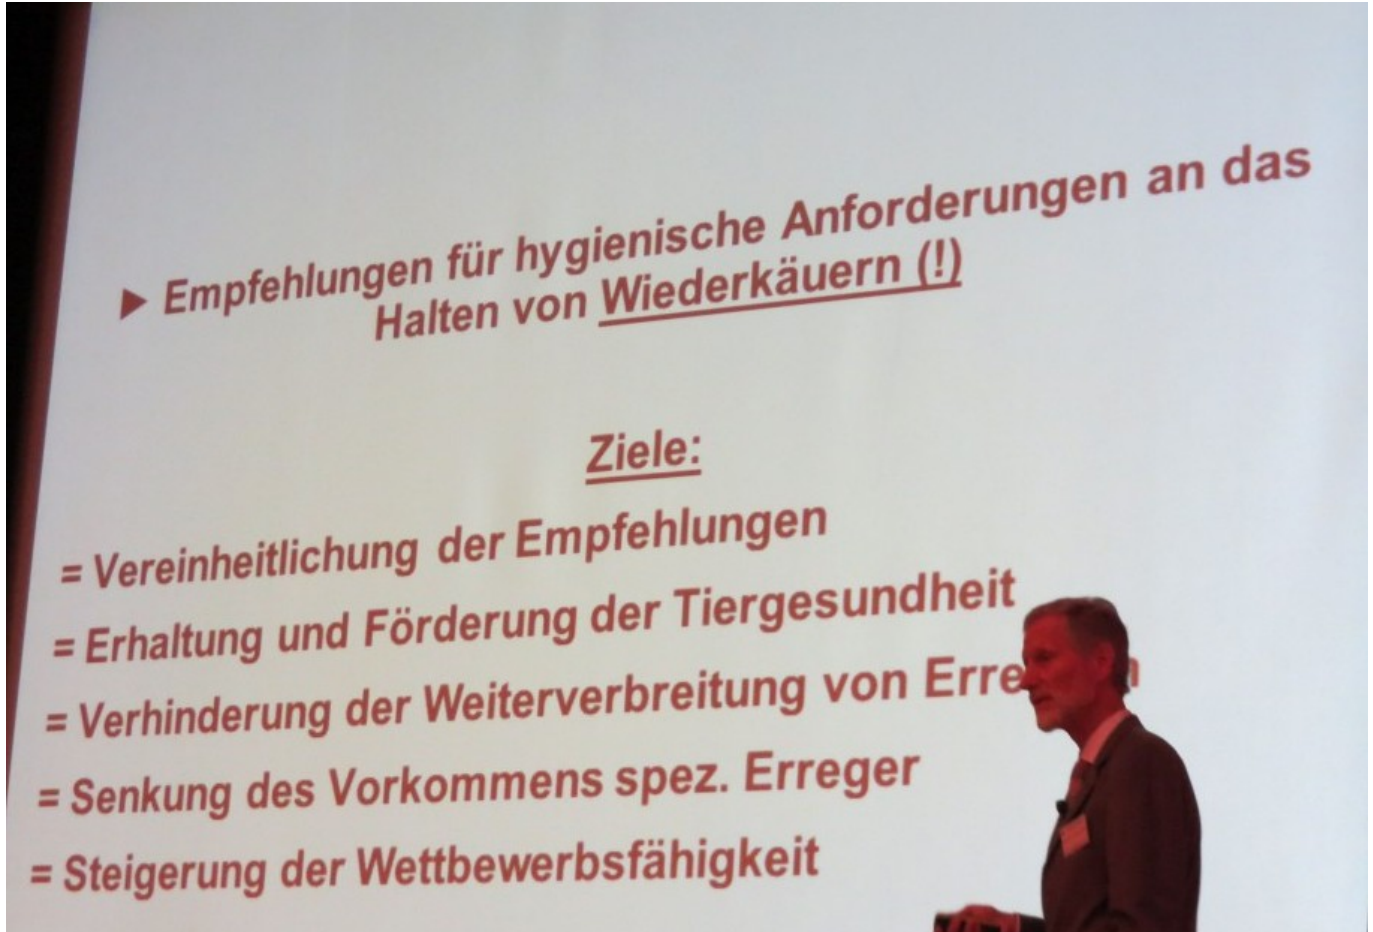 ► Empfehlungen für hygienische Anforderungen an das
Halten von Wiederkäuern (!)
Ziele:
= Vereinheitlichung der Empfehlungen
= Erhaltung und Förderung der Tiergesundheit
= Verhinderung der Weiterverbreitung von
= Senkung des Vorkommens spez. Erreger
= Steigerung der Wettbewerbsfähigkeit